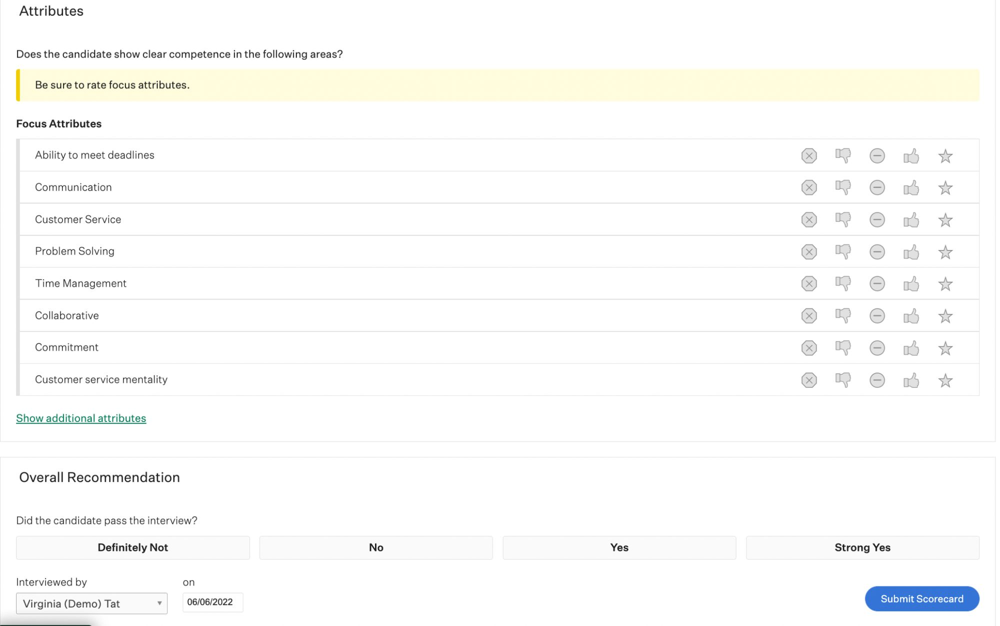 Attributes
Does the candidate show clear competence in the following areas?
Be sure to rate focus attributes.
Focus Attributes
Ability to meet deadlines
Communication
Customer Service
Problem Solving
Time Management
Collaborative
Commitment
Customer service mentality
Show additional attributes
Overall Recommendation
Did the candidate pass the interview?
Definitely Not No Yes Strong Yes
Interviewed by on
Virginia (Demo) Tat 06/06/2022 Submit Scorecard